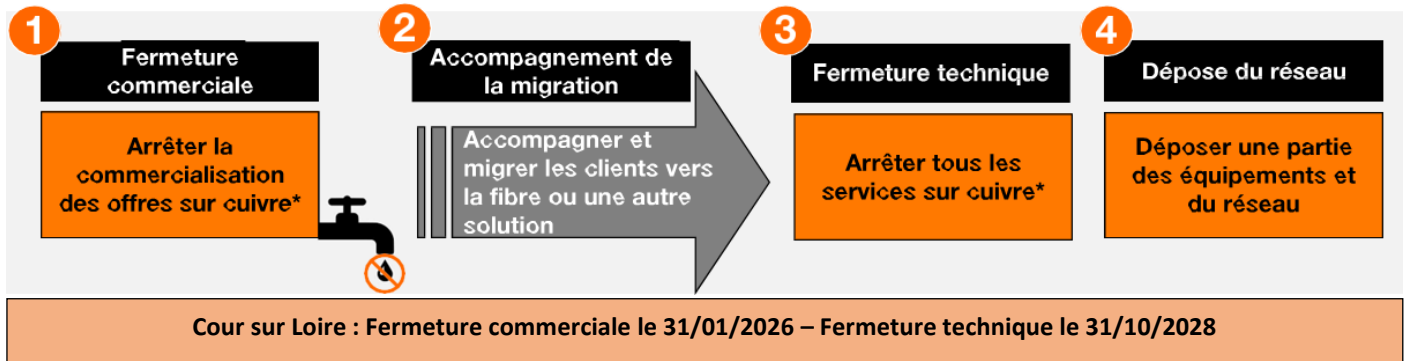 1
Fermeture
commerciale
Arrêter la
commercialisation
des offres sur cuivre*
2
Accompagnement de
la migration
Accompagner et
migrer les clients vers
la fibre ou une autre
solution
3
Fermeture technique
Arrêter tous les
services sur cuivre*
4
Dépose du réseau
Déposer une partie
des équipements et
du réseau
Cour sur Loire : Fermeture commerciale le 31/01/2026 – Fermeture technique le 31/10/2028